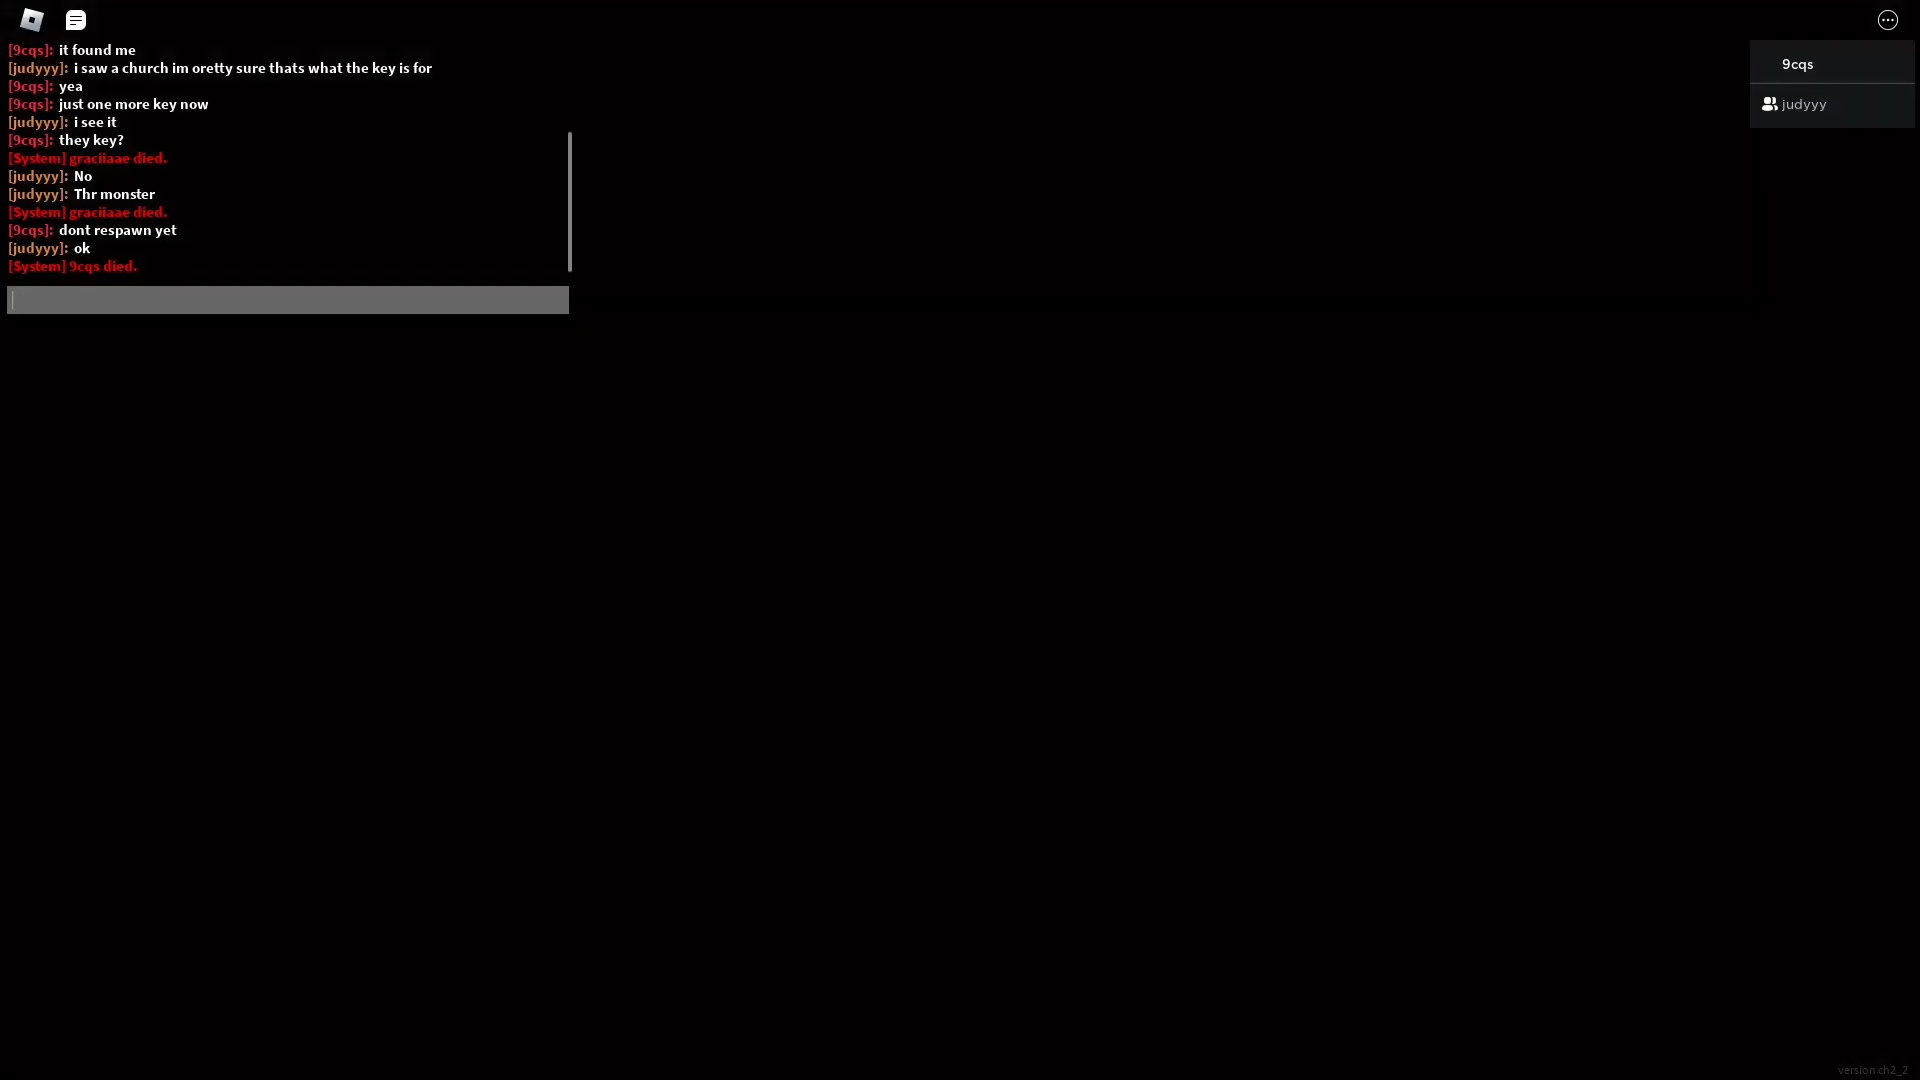 [9cqs]: it found me
[judyyy]: i saw a church im oretty sure thats what the key is for
[9cqs]: yea
[9cqs]: just one more key now
[judyyy]: i see it
[9cqs]: they key?
[System] graciiaae died.
[judyyy]: No
[judyyy]: Thr monster
[System] graciiaae died.
[9cqs]: dont respawn yet
[judyyy]: ok
[System] 9cqs died.
9cqs
judyyy
version ch2_2